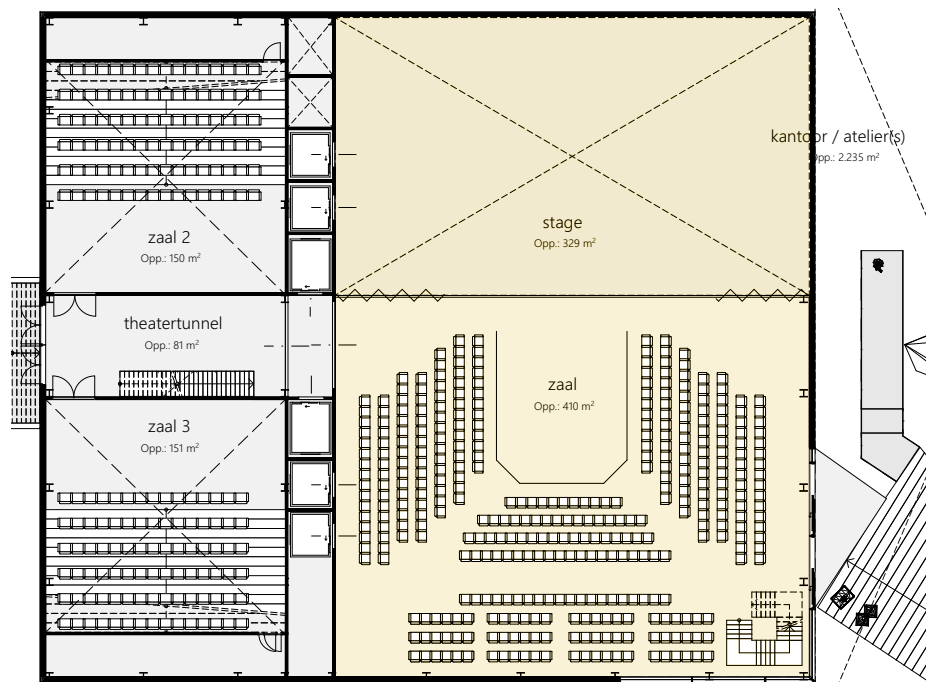 kantoor / atelier(s)
Opp.: 2.235 m²
stage
Opp.: 329 m²
zaal 2
Opp.: 150 m²
theatertunnel
Opp.: 81 m²
zaal
Opp.: 410 m²
zaal 3
Opp.: 151 m²